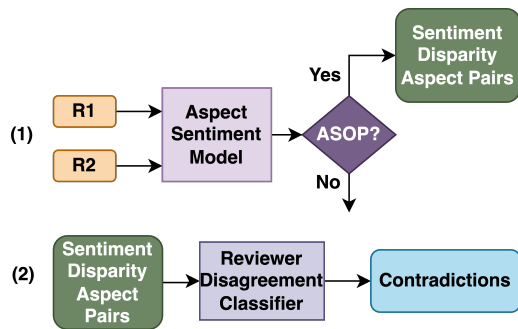 Sentiment
Disparity
Aspect Pairs
Yes
(1)
R1
R2
Aspect
Sentiment
Model
ASOP?
No
(2)
Sentiment
Disparity
Aspect
Pairs
Reviewer
Disagreement
Classifier
Contradictions